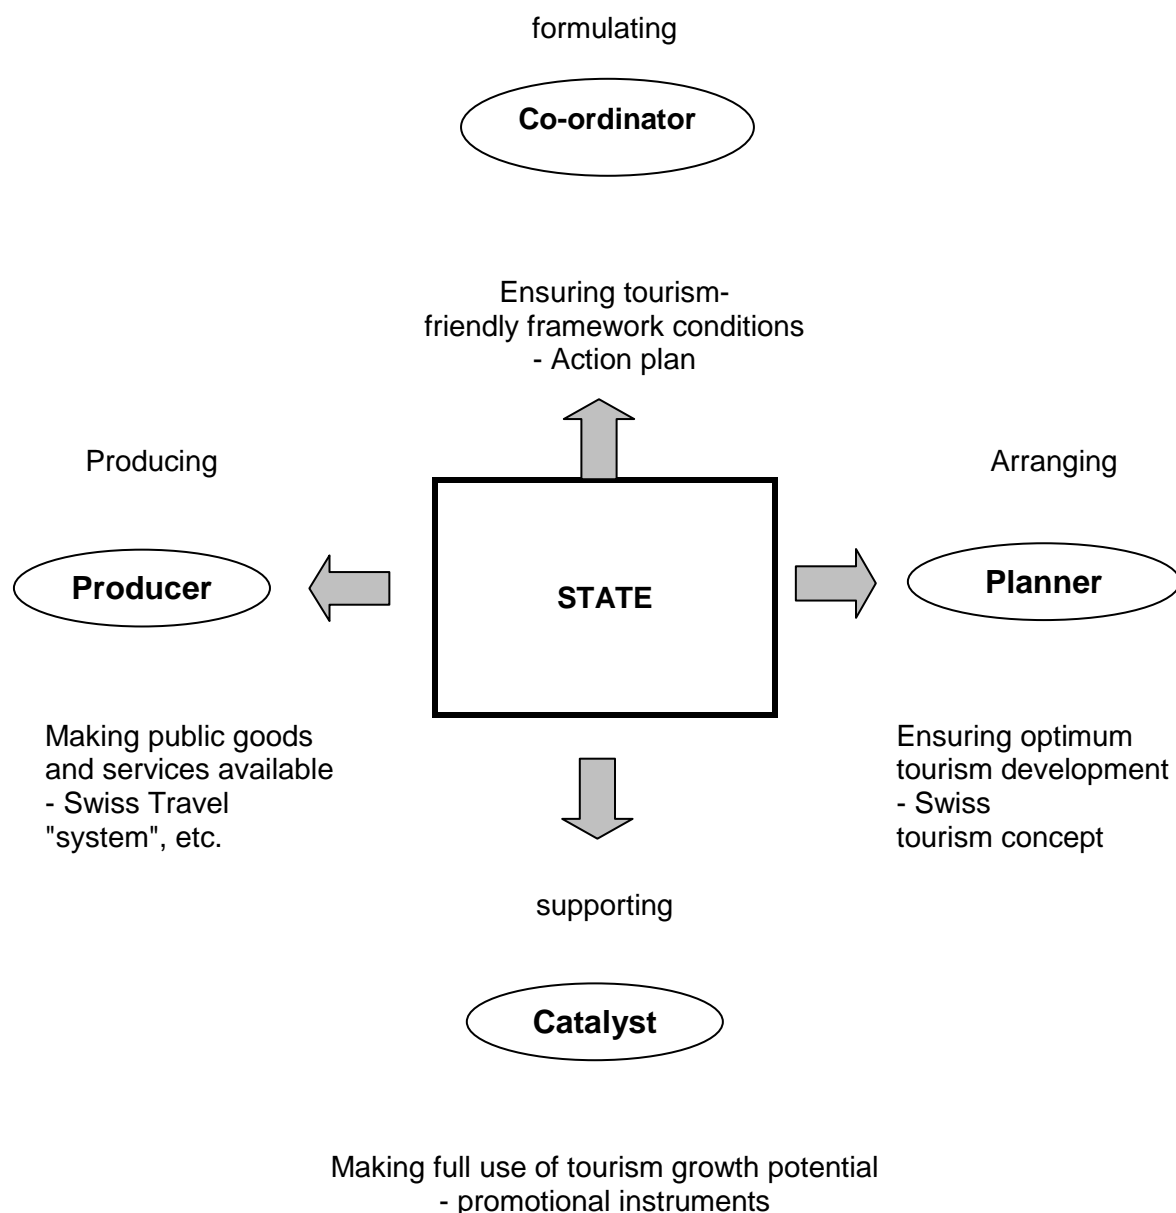 formulating
Co-ordinator
Ensuring tourism-
friendly framework conditions
- Action plan
Producing
Arranging
Producer
STATE
Planner
Making public goods
and services available
- Swiss Travel
"system", etc.
Ensuring optimum
tourism development
- Swiss
tourism concept
supporting
Catalyst
Making full use of tourism growth potential
- promotional instruments